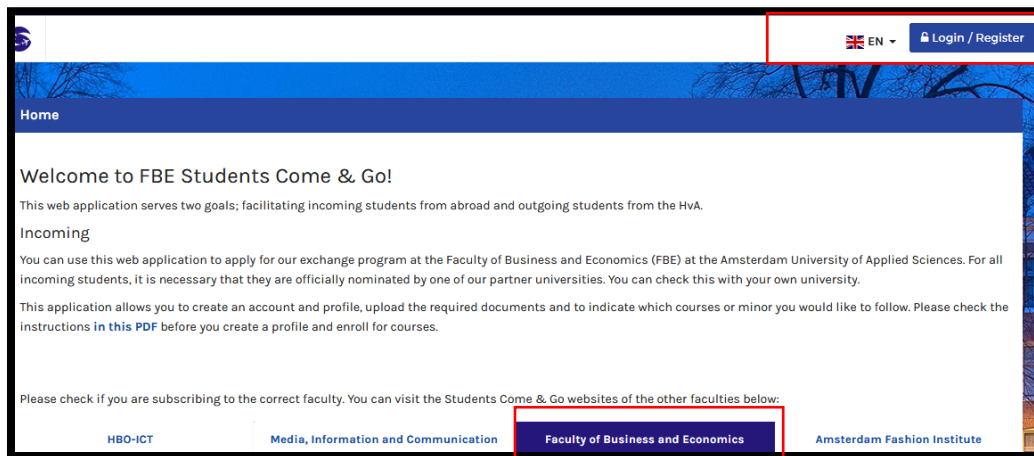 EN
Login / Register
Home
Welcome to FBE Students Come & Go!
This web application serves two goals; facilitating incoming students from abroad and outgoing students from the HvA.
Incoming
You can use this web application to apply for our exchange program at the Faculty of Business and Economics (FBE) at the Amsterdam University of Applied Sciences. For all
incoming students, it is necessary that they are officially nominated by one of our partner universities. You can check this with your own university.
This application allows you to create an account and profile, upload the required documents and to indicate which courses or minor you would like to follow. Please check the
instructions in this PDF before you create a profile and enroll for courses.
Please check if you are subscribing to the correct faculty. You can visit the Students Come & Go websites of the other faculties below:
HBO-ICT
Media, Information and Communication
Faculty of Business and Economics
Amsterdam Fashion Institute